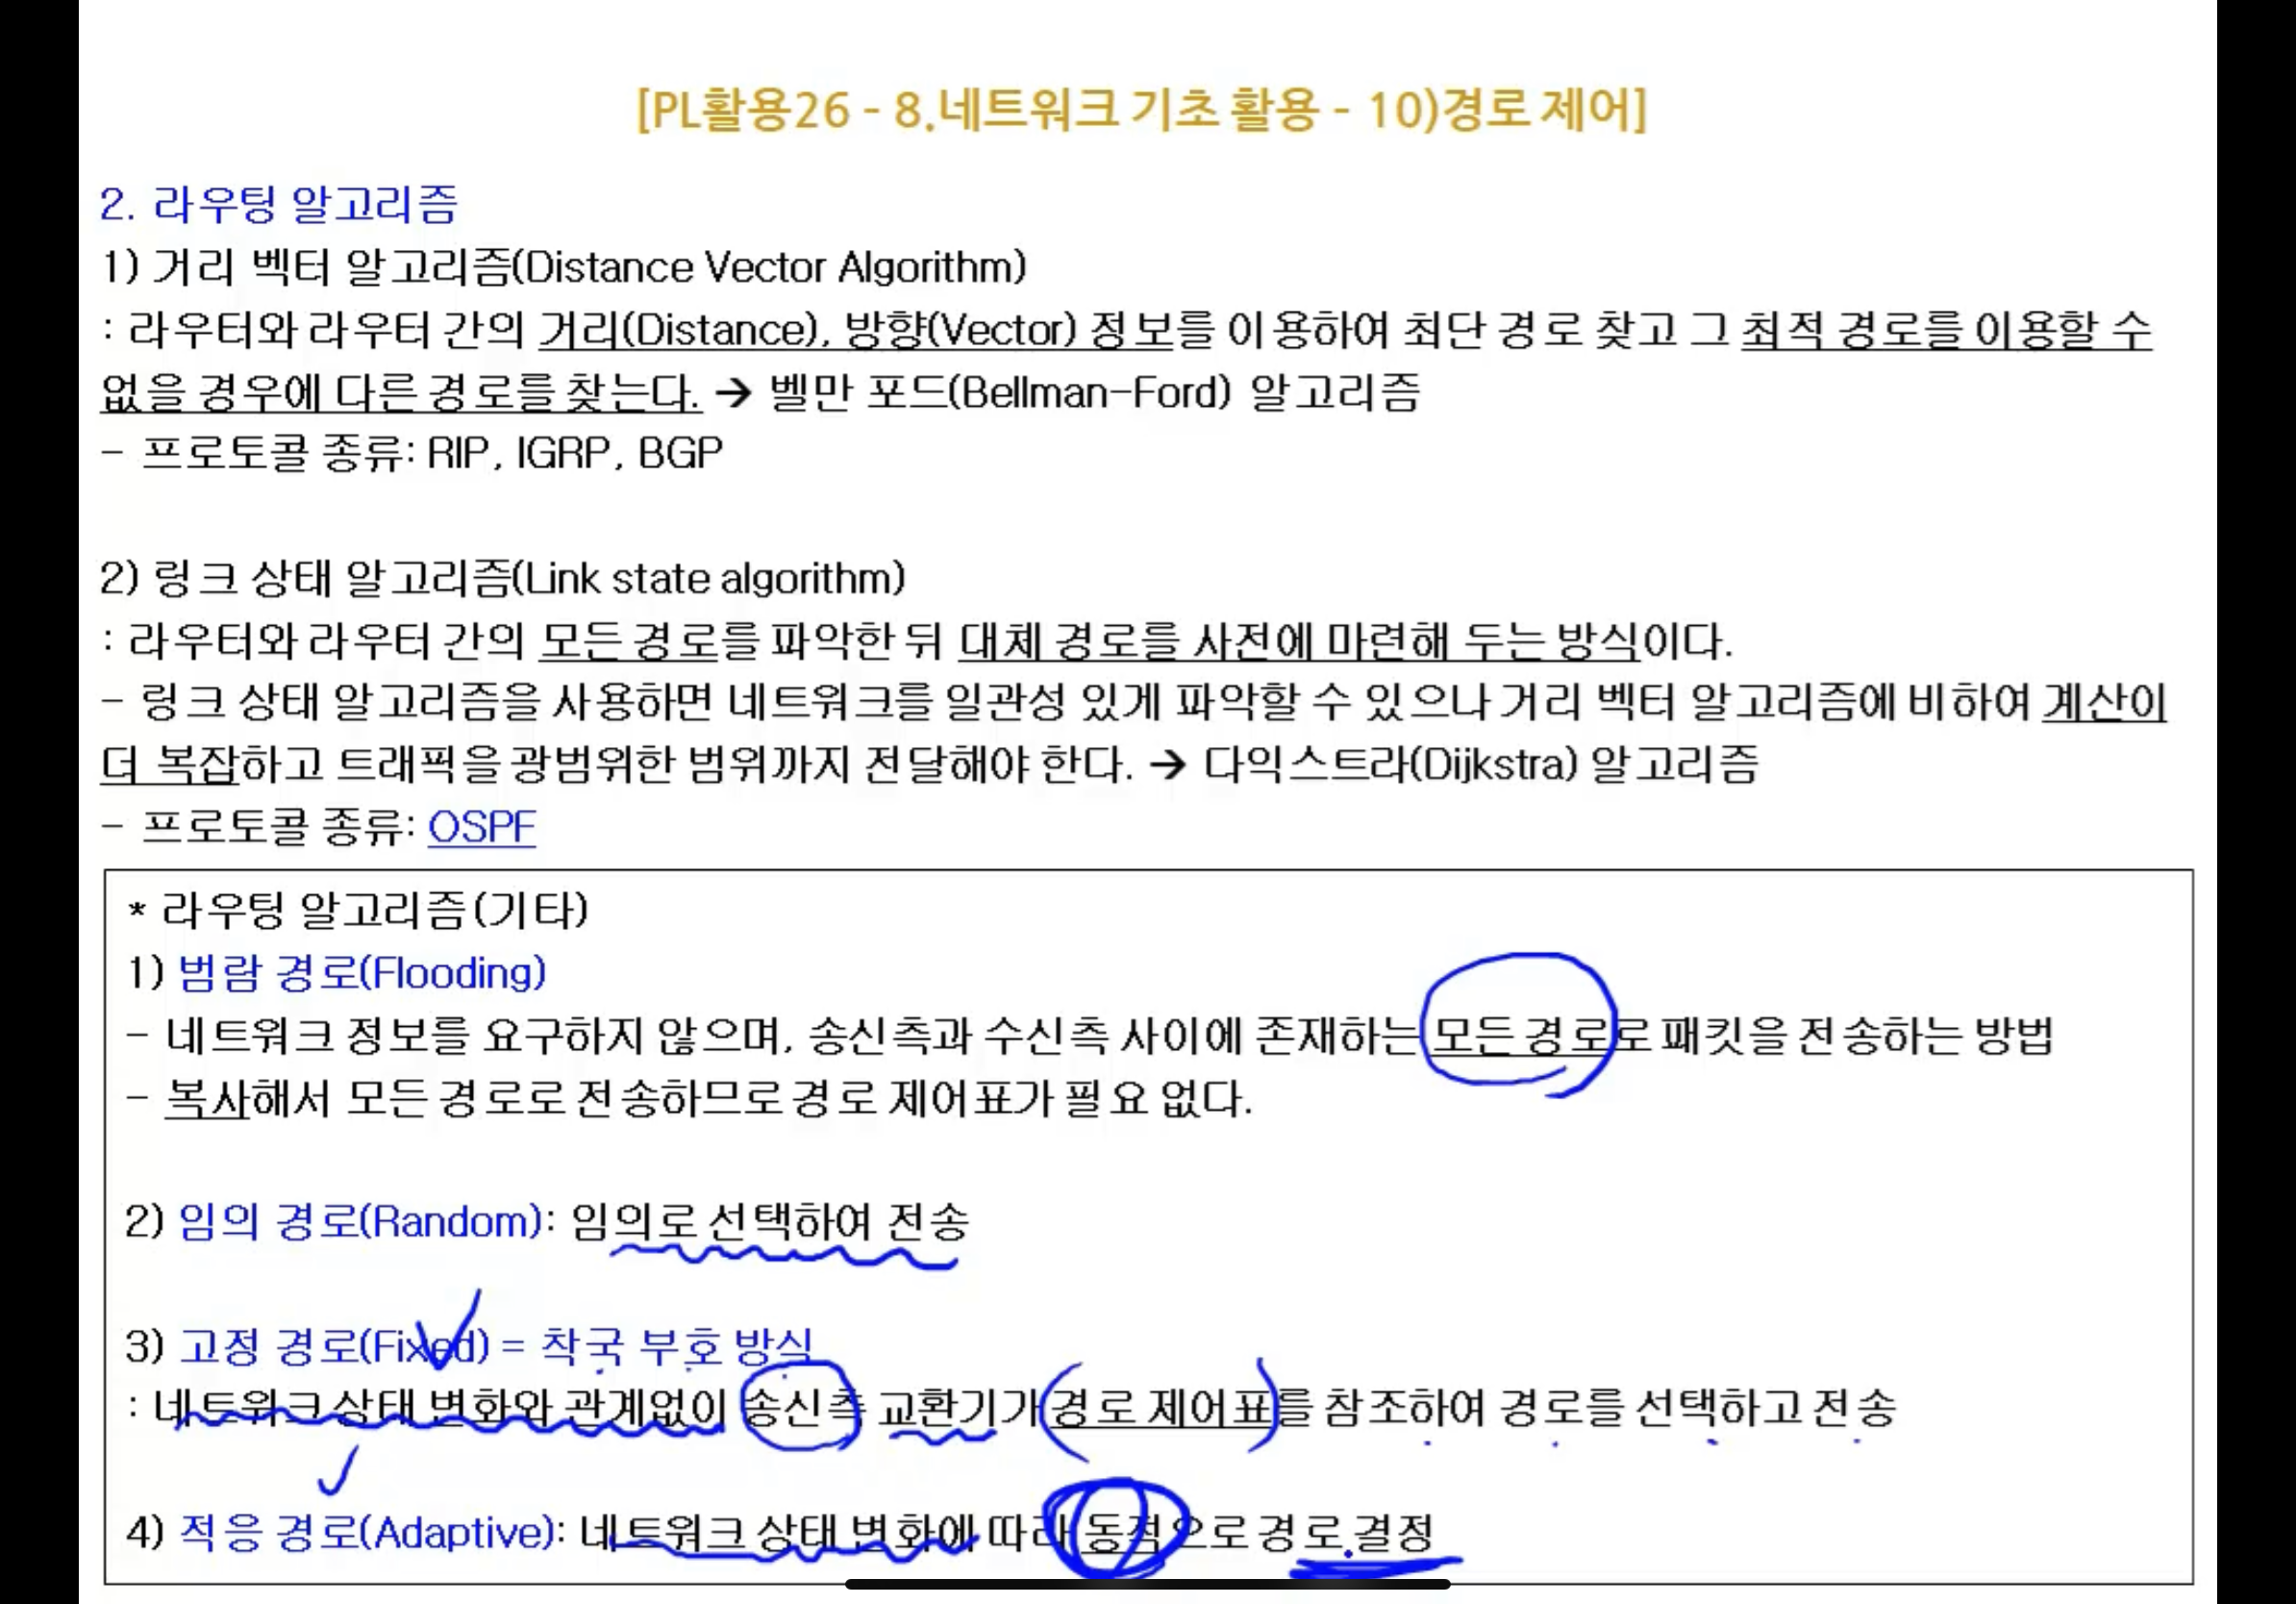 [PL활용26 - 8.네트워크 기초 활용 - 10)경로 제어]
2. 라우팅 알고리즘
1) 거리 벡터 알고리즘(Distance Vector Algorithm)
: 라우터와 라우터 간의 거리(Distance), 방향(Vector) 정보를 이용하여 최단 경로 찾고 그 최적 경로를 이용할 수
없을 경우에 다른 경로를 찾는다. → 벨만 포드(Bellman-Ford) 알고리즘
- 프로토콜 종류: RIP, IGRP, BGP
2) 링크 상태 알고리즘(Link state algorithm)
: 라우터와 라우터 간의 모든 경로를 파악한 뒤 대체 경로를 사전에 마련해 두는 방식이다.
- 링크 상태 알고리즘을 사용하면 네트워크를 일관성 있게 파악할 수 있으나 거리 벡터 알고리즘에 비하여 계산이
더 복잡하고 트래픽을 광범위한 범위까지 전달해야 한다. → 다익스트라(Dijkstra) 알고리즘
- 프로토콜 종류: OSPF
* 라우팅 알고리즘(기타)
1) 범람 경로(Flooding)
- 네트워크 정보를 요구하지 않으며, 송신측과 수신측 사이에 존재하는 모든 경로로 패킷을 전송하는 방법
- 복사해서 모든 경로로 전송하므로 경로 제어표가 필요 없다.
2) 임의 경로(Random): 임의로 선택하여 전송
3) 고정 경로(Fixed) = 착국 부호 방식
: 네트워크 상태 변화와 관계없이 송신측 교환기가 경로 제어표를 참조하여 경로를 선택하고 전송
4) 적응 경로(Adaptive): 네트워크 상태 변화에 따라 동적으로 경로 결정